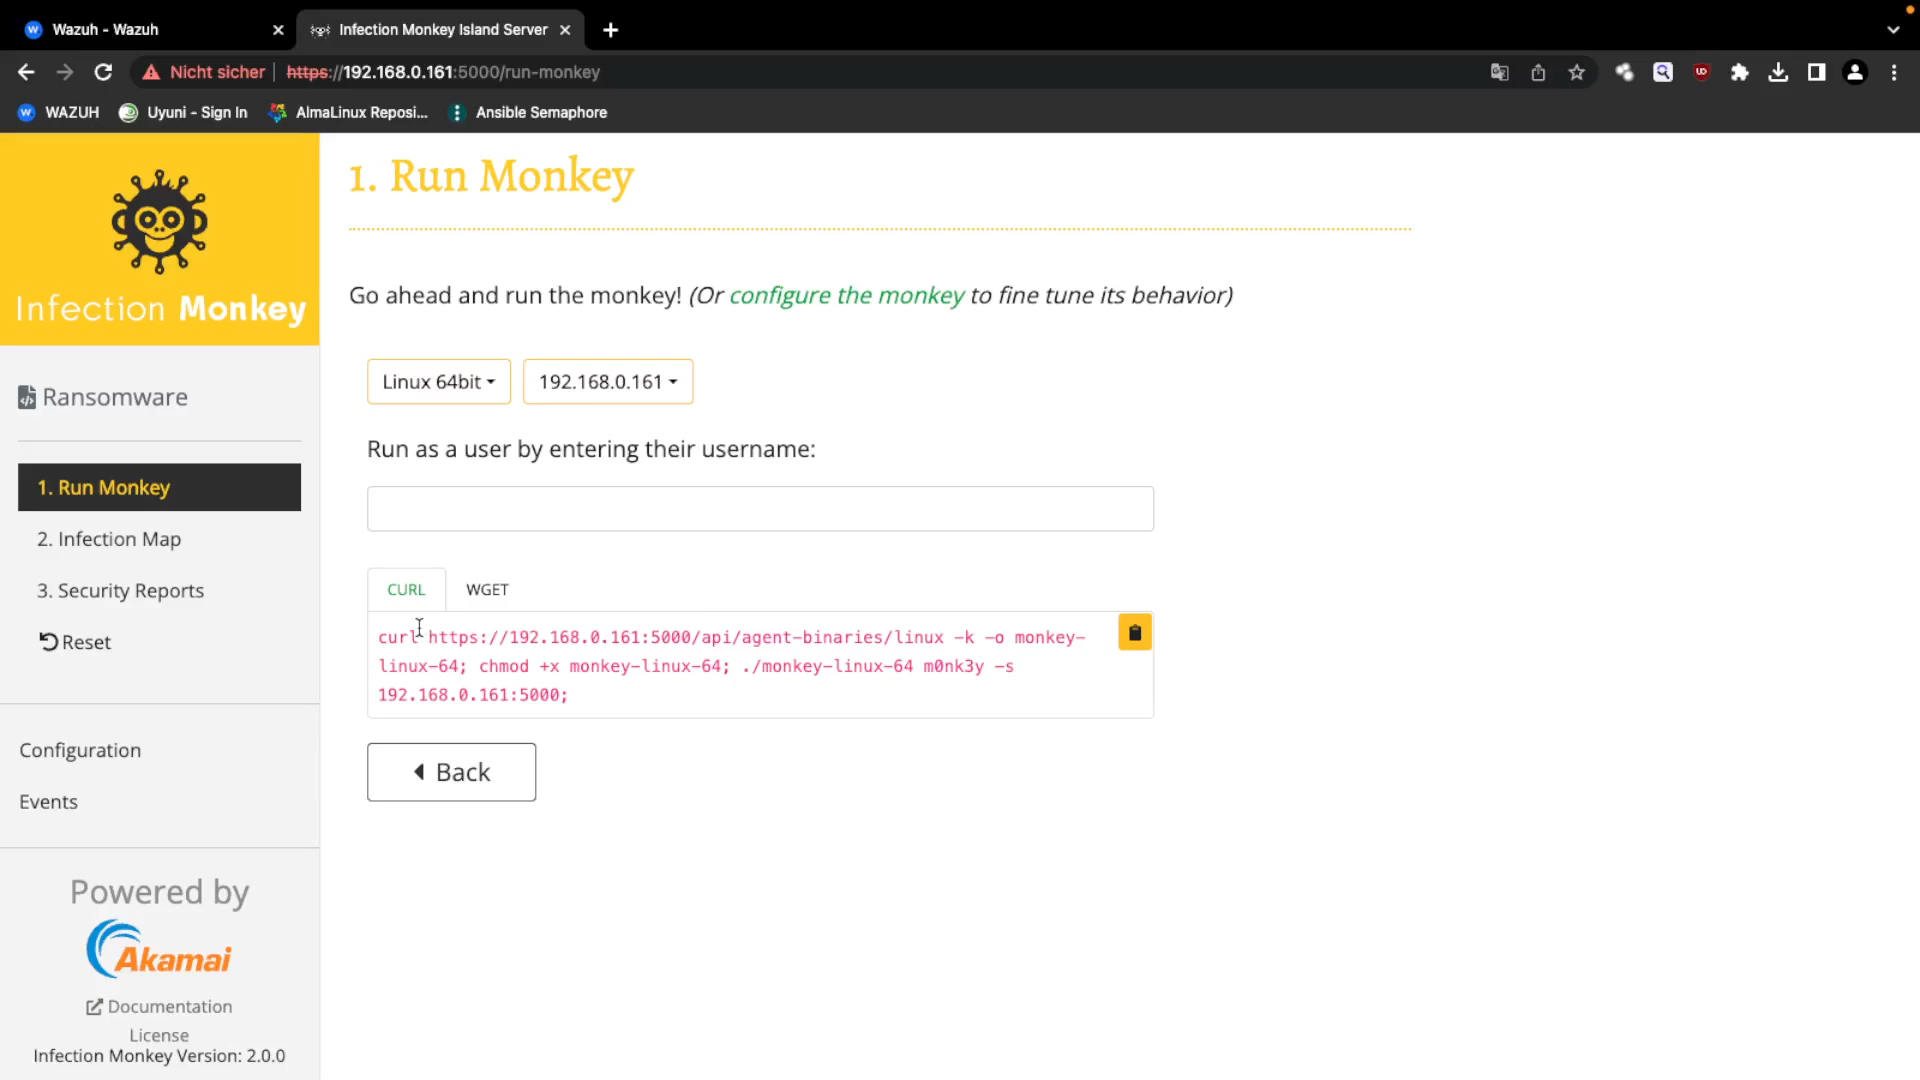 Wazuh - Wazuh
Infection Monkey Island Server
Nicht sicher
https://192.168.0.161:5000/run-monkey
WAZUH
Uyuni - Sign In
AlmaLinux Reposi...
Ansible Semaphore
Infection Monkey
Ransomware
1. Run Monkey
2. Infection Map
3. Security Reports
Reset
Configuration
Events
Powered by
Akamai
Documentation
License
Infection Monkey Version: 2.0.0
1. Run Monkey
Go ahead and run the monkey! (Or configure the monkey to fine tune its behavior)
Linux 64bit
192.168.0.161
Run as a user by entering their username:
CURL
WGET
curl https://192.168.0.161:5000/api/agent-binaries/linux -k -o monkey-
linux-64; chmod +x monkey-linux-64; ./monkey-linux-64 m0nk3y -s
192.168.0.161:5000;
Back